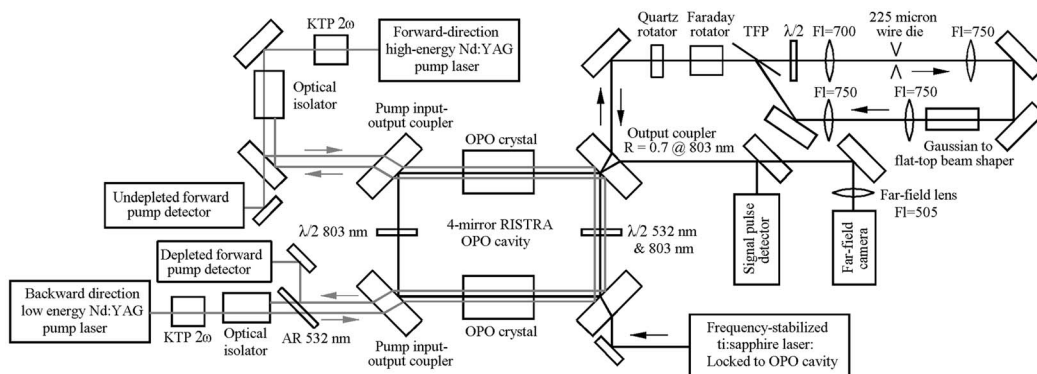 KTP 2ω
Forward-direction
high-energy Nd:YAG
pump laser
Optical
isolator
Pump input-
output coupler
OPO crystal
Quartz
rotator
Faraday
rotator
TFP
λ/2
Fl=700
225 micron
wire die
Fl=750
Fl=750
Fl=750
Gaussian to
flat-top beam shaper
Output coupler
R = 0.7 @ 803 nm
Undepleted forward
pump detector
Far-field lens
Fl=505
Signal pulse
detector
Far-field
camera
λ/2 803 nm
4-mirror RISTRA
OPO cavity
λ/2 532 nm
& 803 nm
Depleted forward
pump detector
Backward direction
low energy Nd:YAG
pump laser
KTP 2ω
Optical
isolator
AR 532 nm
Pump input-
output coupler
OPO crystal
Frequency-stabilized
ti:sapphire laser:
Locked to OPO cavity